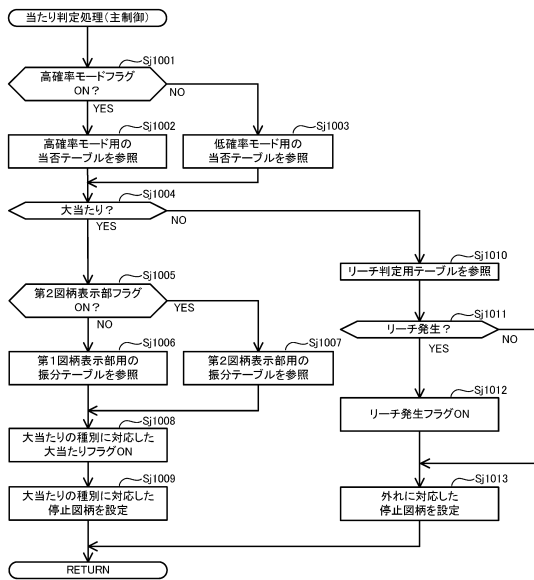 当たり判定処理(主制御)
Sj1001
高確率モードフラグ
ON?
NO
YES
Sj1002
高確率モード用の
当否テーブルを参照
Sj1003
低確率モード用の
当否テーブルを参照
Sj1004
大当たり?
NO
YES
Sj1005
第2図柄表示部フラグ
ON?
YES
NO
Sj1006
第1図柄表示部用の
振分テーブルを参照
Sj1007
第2図柄表示部用の
振分テーブルを参照
Sj1008
大当たりの種別に対応した
大当たりフラグON
Sj1009
大当たりの種別に対応した
停止図柄を設定
Sj1010
リーチ判定用テーブルを参照
Sj1011
リーチ発生?
NO
YES
Sj1012
リーチ発生フラグON
Sj1013
外れに対応した
停止図柄を設定
RETURN